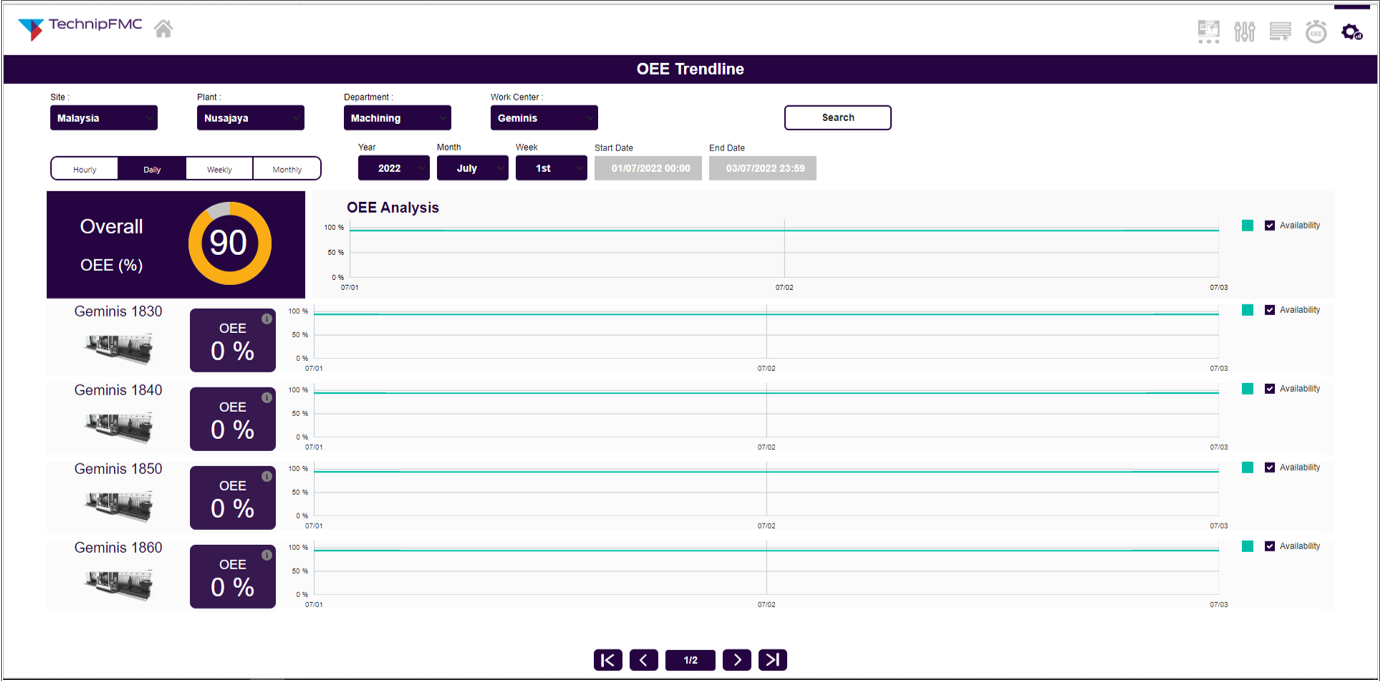 TechnipFMC
OEE
OEE Trendline
Site :
Plant :
Department :
Work Center :
Malaysia
Nusajaya
Machining
Geminis
Search
Hourly
Daily
Weekly
Monthly
Year
Month
Week
Start Date
End Date
2022
July
1st
01/07/2022 00:00
03/07/2022 23:59
Overall
OEE (%)
90
OEE Analysis
100 %
50 %
0 %
07/01
07/02
07/03
Availability
Geminis 1830
OEE
0 %
i
100 %
50 %
0 %
07/01
07/02
07/03
Availability
Geminis 1840
OEE
0 %
i
100 %
50 %
0 %
07/01
07/02
07/03
Availability
Geminis 1850
OEE
0 %
i
100 %
50 %
0 %
07/01
07/02
07/03
Availability
Geminis 1860
OEE
0 %
i
100 %
50 %
0 %
07/01
07/02
07/03
Availability
1/2